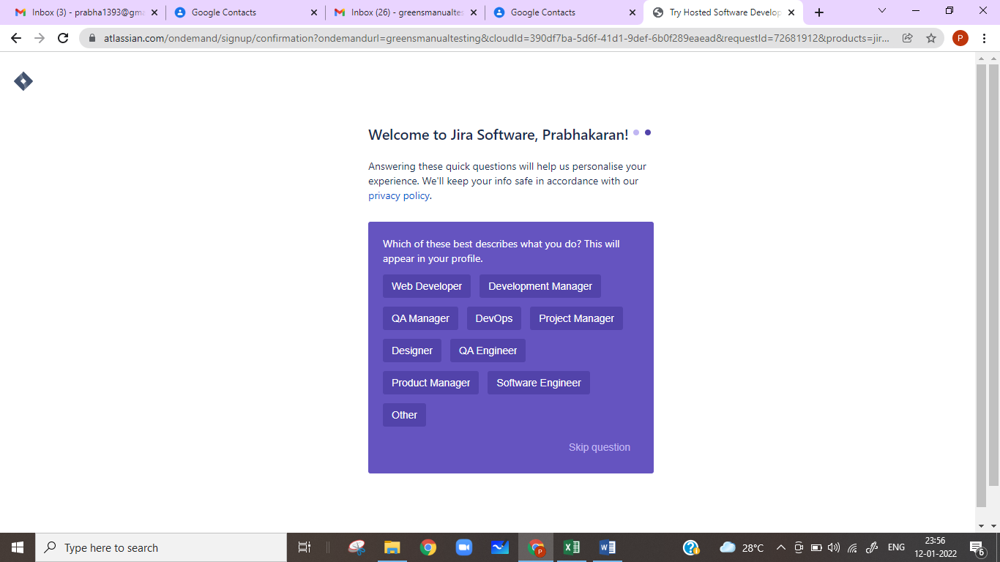 Inbox (3) - prabha1393@gma
Google Contacts
Inbox (26) - greensmanualtes
Google Contacts
Try Hosted Software Develop
atlassian.com/ondemand/signup/confirmation?ondemandurl=greensmanualtesting&cloudId=390df7ba-5d6f-41d1-9def-6b0f289eaead&requestId=72681912&products=jir...
P
Welcome to Jira Software, Prabhakaran!
Answering these quick questions will help us personalise your
experience. We'll keep your info safe in accordance with our
privacy policy.
Which of these best describes what you do? This will
appear in your profile.
Web Developer
Development Manager
QA Manager
DevOps
Project Manager
Designer
QA Engineer
Product Manager
Software Engineer
Other
Skip question
Type here to search
P
28°C
ENG
23:56
12-01-2022
6